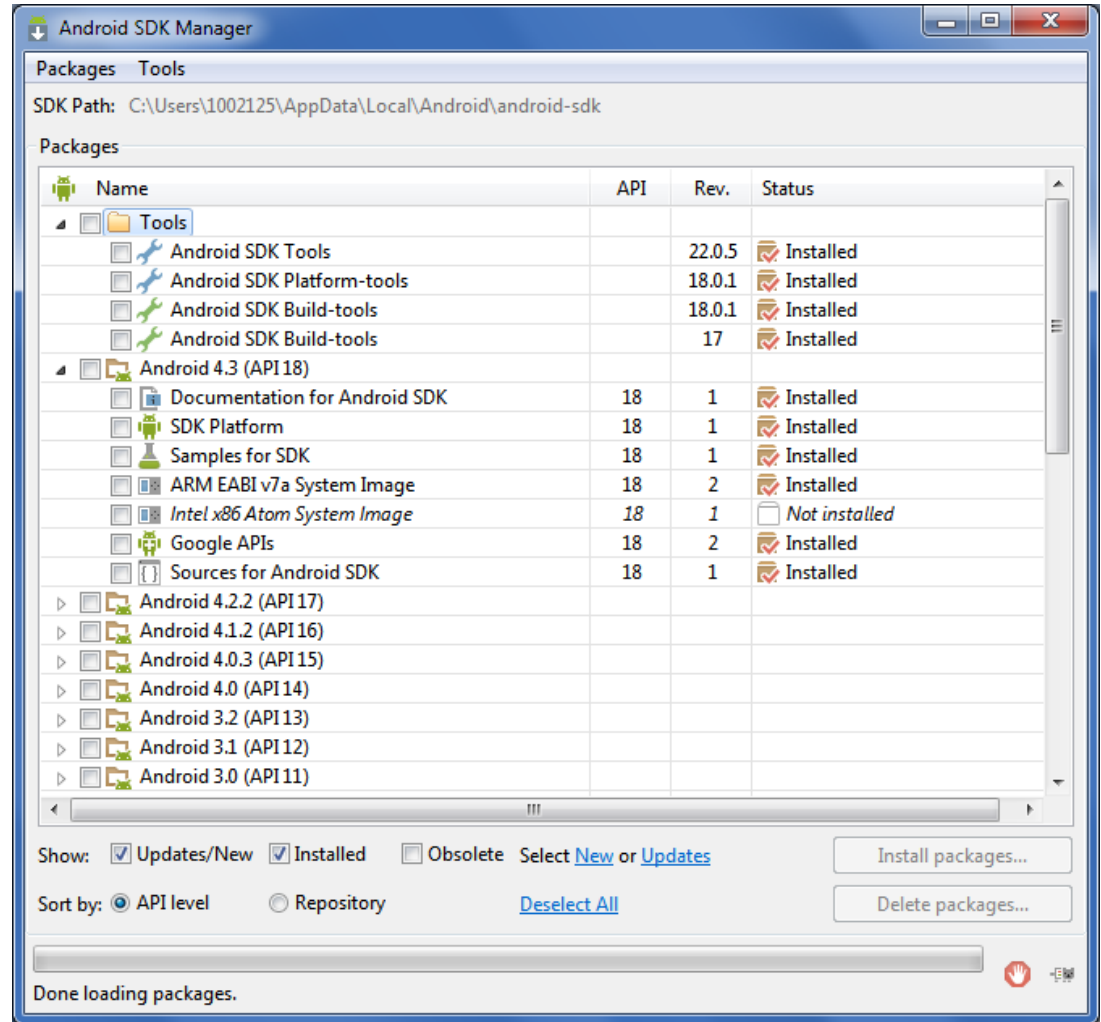 Android SDK Manager
Packages Tools
SDK Path: C:\Users\1002125\AppData\Local\Android\android-sdk
Packages
Name API Rev. Status
Tools
Android SDK Tools 22.0.5 Installed
Android SDK Platform-tools 18.0.1 Installed
Android SDK Build-tools 18.0.1 Installed
Android SDK Build-tools 17 Installed
Android 4.3 (API 18)
Documentation for Android SDK 18 1 Installed
SDK Platform 18 1 Installed
Samples for SDK 18 1 Installed
ARM EABI v7a System Image 18 2 Installed
Intel x86 Atom System Image 18 1 Not installed
Google APIs 18 2 Installed
Sources for Android SDK 18 1 Installed
Android 4.2.2 (API 17)
Android 4.1.2 (API 16)
Android 4.0.3 (API 15)
Android 4.0 (API 14)
Android 3.2 (API 13)
Android 3.1 (API 12)
Android 3.0 (API 11)
Show: Updates/New Installed Obsolete Select New or Updates Install packages...
Sort by: API level Repository Deselect All Delete packages...
Done loading packages.